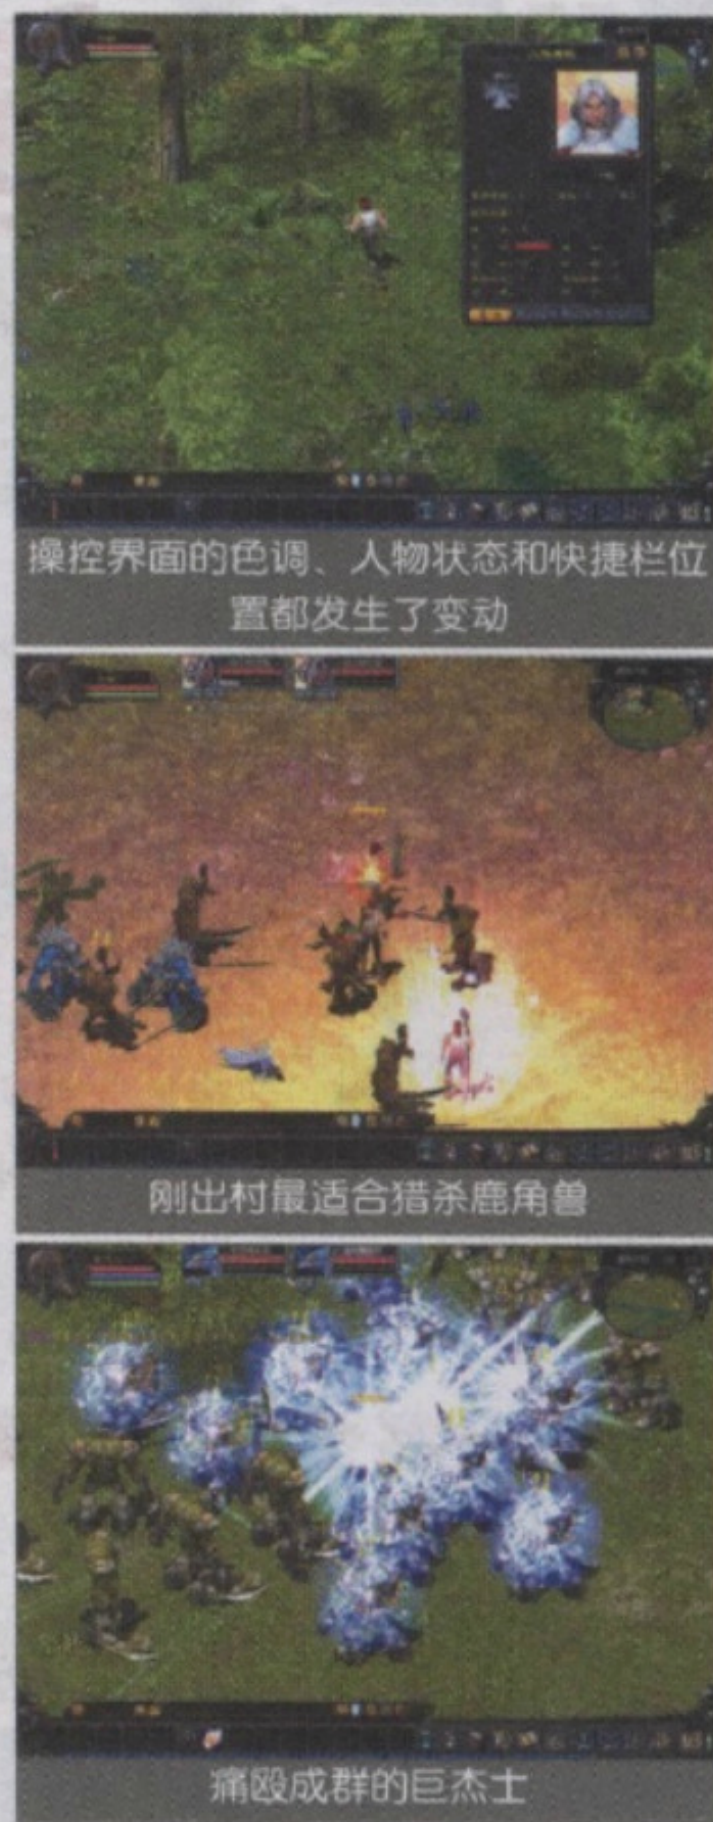 操控界面的色调、人物状态和快捷栏位
置都发生了变动
刚出村最适合猎杀鹿角兽
痛殴成群的巨杰士